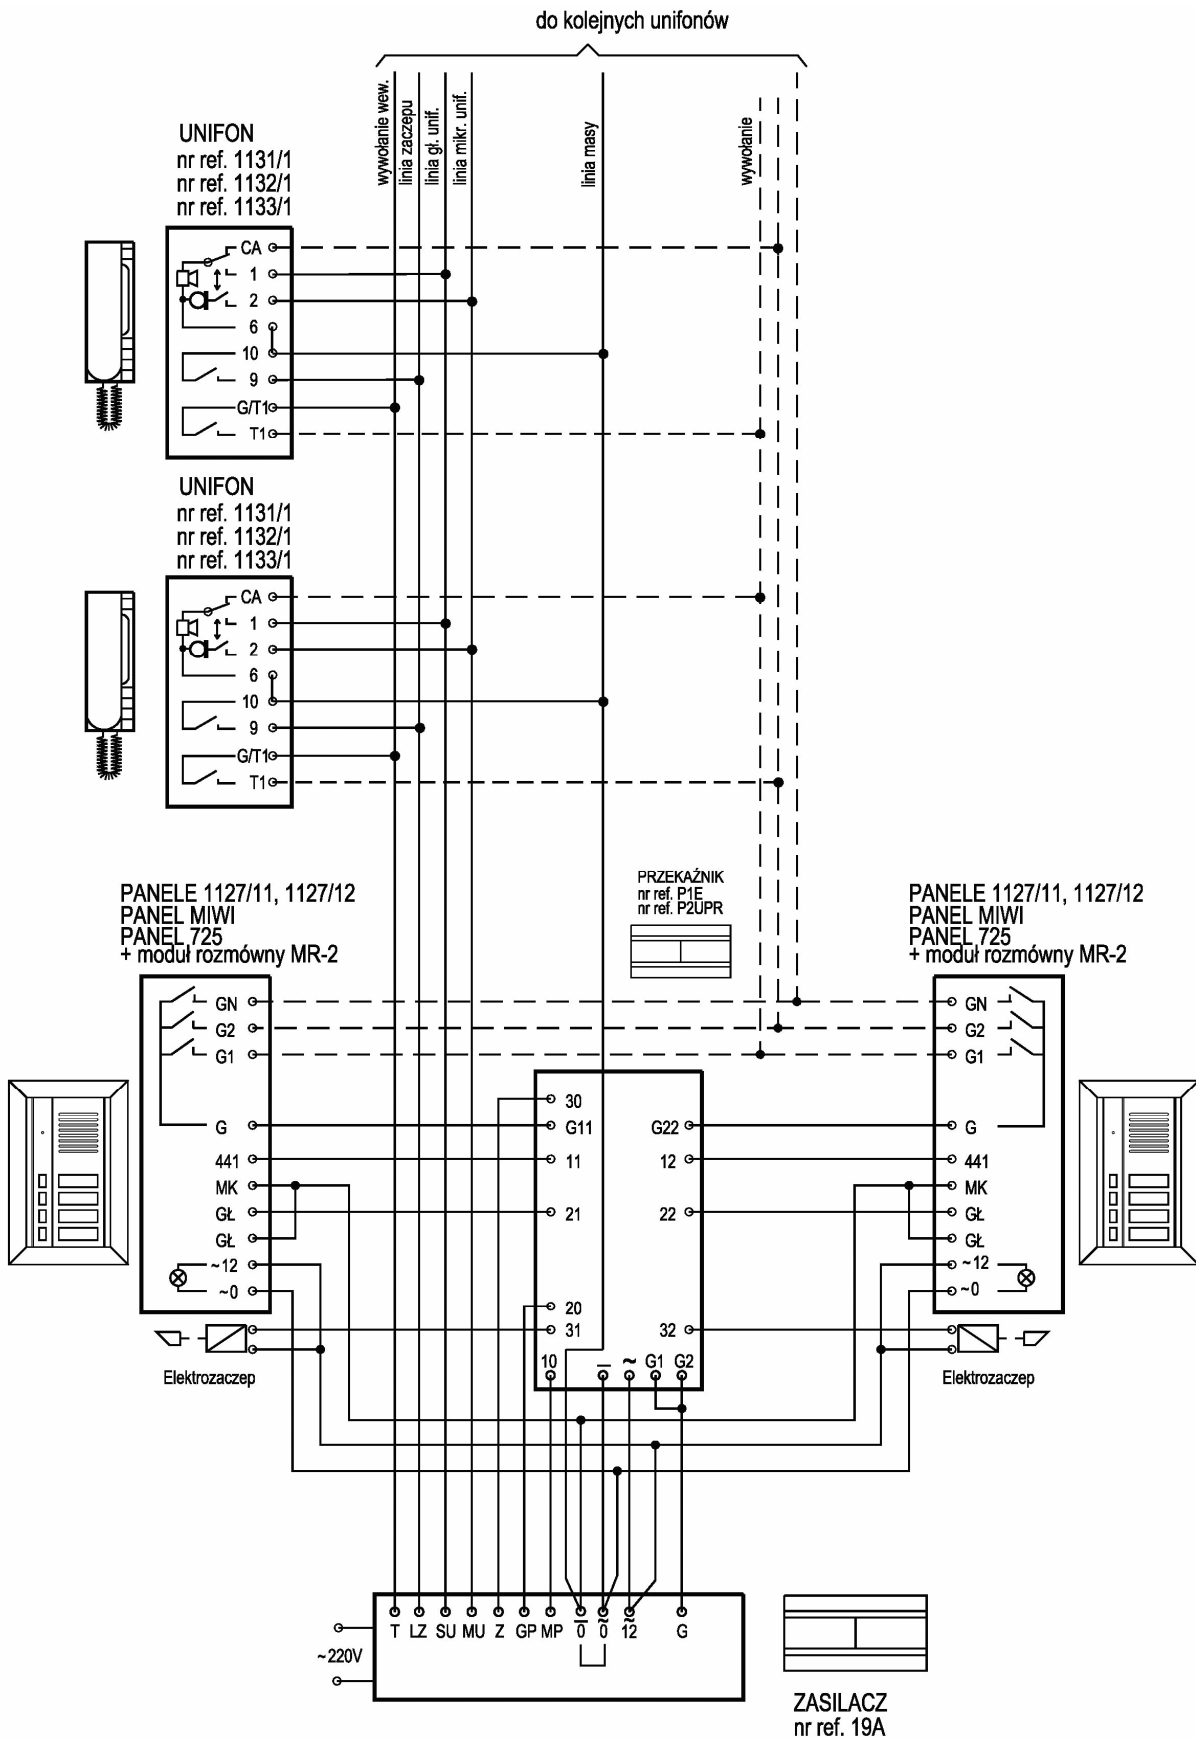 do kolejnych unifonów
wywołanie wew.
linia zaczepu
linia gł. unif.
linia mikr. unif.
linia masy
wywołanie
UNIFON
nr ref. 1131/1
nr ref. 1132/1
nr ref. 1133/1
CA
1
2
6
10
9
G/T1
T1
UNIFON
nr ref. 1131/1
nr ref. 1132/1
nr ref. 1133/1
CA
1
2
6
10
9
G/T1
T1
PRZEKAŹNIK
nr ref. P1E
nr ref. P2UPR
PANELE 1127/11, 1127/12
PANEL MIWI
PANEL 725
+ moduł rozmówny MR-2
GN
G2
G1
G
441
MK
GŁ
GŁ
~12
~0
Elektrozaczep
PANELE 1127/11, 1127/12
PANEL MIWI
PANEL 725
+ moduł rozmówny MR-2
GN
G2
G1
G
441
MK
GŁ
GŁ
~12
~0
Elektrozaczep
30
G11 G22
11 12
21 22
20
31 32
10 — ~ G1 G2
T LZ SU MU Z GP MP 0 0 12 G
~220V
ZASILACZ
nr ref. 19A